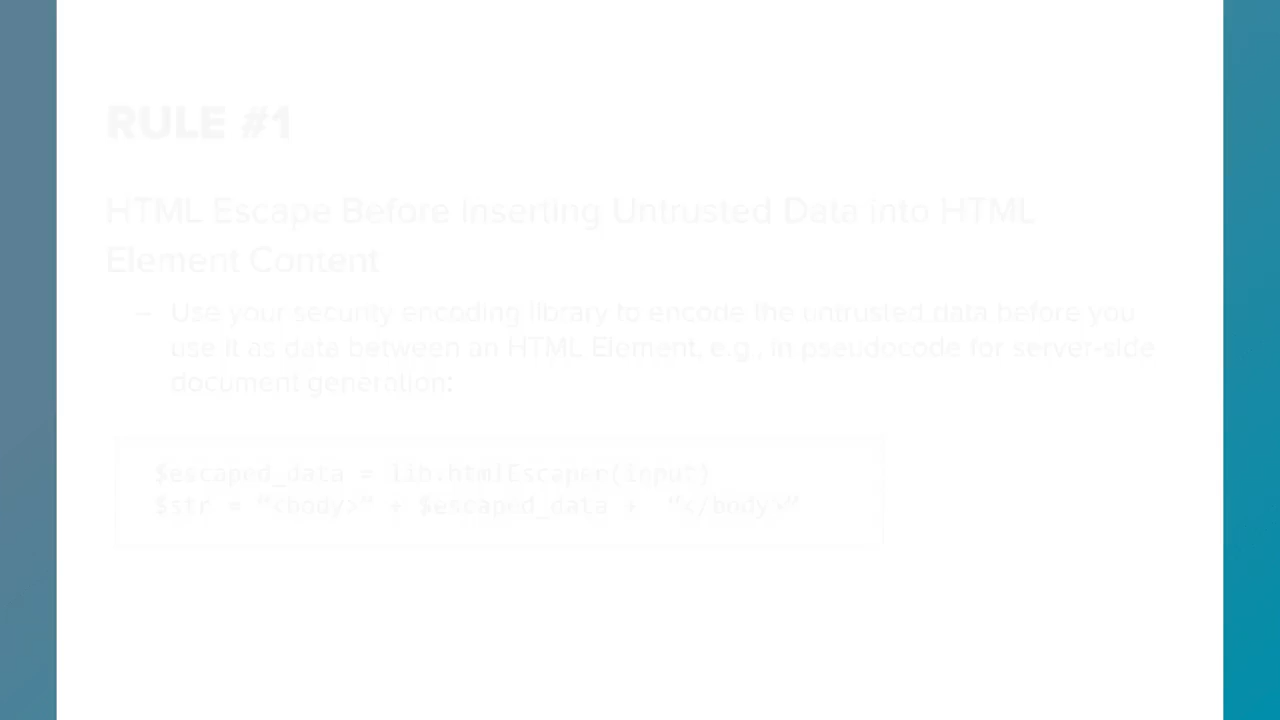 RULE #1
HTML Escape Before Inserting Untrusted Data into HTML
Element Content
– Use your security encoding library to encode the untrusted data before you
use it as data between an HTML Element, e.g., in pseudocode for server-side
document generation:
$escaped_data = lib.htmlEscaper(input)
$str = “<body>” + $escaped_data + “</body>”